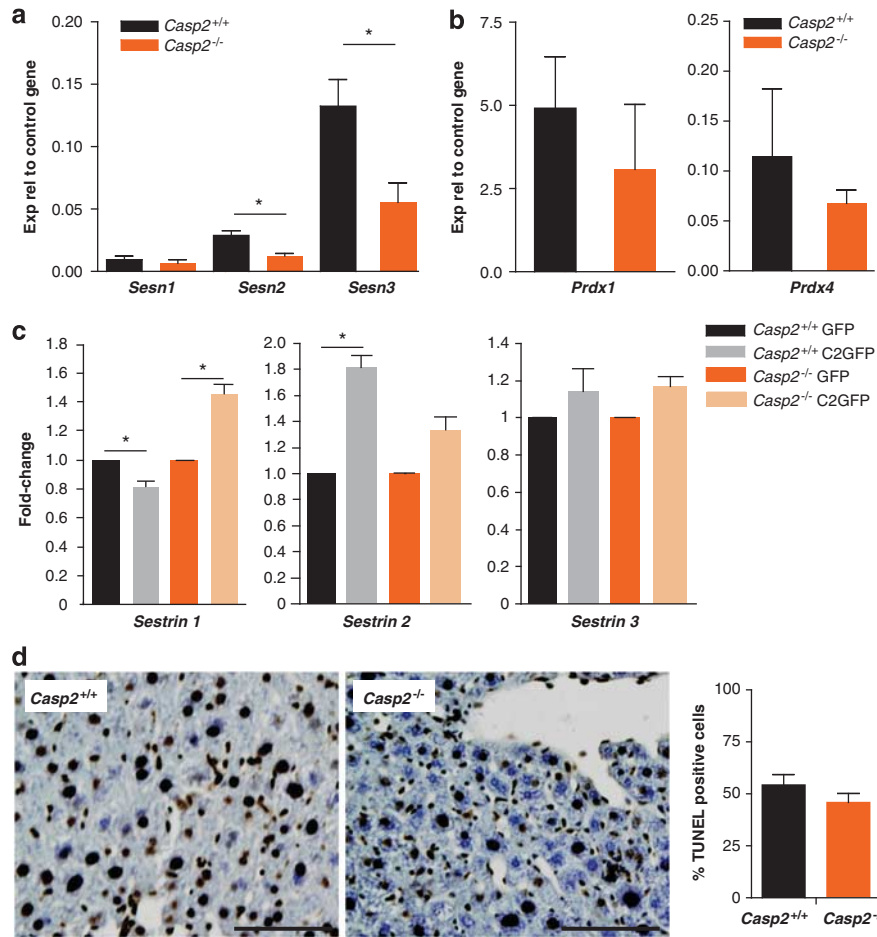 a
Casp2+/+
Casp2-/-
Exp rel to control gene
0.20
0.15
0.10
0.05
0.00
*
*
Sesn1 Sesn2 Sesn3
b
Casp2+/+
Casp2-/-
Exp rel to control gene
7.5
5.0
2.5
0.0
Prdx1
0.25
0.20
0.15
0.10
0.05
0.00
Prdx4
c
Fold-change
1.8
1.6
1.4
1.2
1.0
0.8
0.6
0.4
0.2
0
*
*
Sestrin 1
2.0
1.8
1.6
1.4
1.2
1.0
0.8
0.6
0.4
0.2
0
*
Sestrin 2
1.4
1.2
1
0.8
0.6
0.4
0.2
0
Sestrin 3
Casp2+/+ GFP
Casp2+/+ C2GFP
Casp2-/- GFP
Casp2-/- C2GFP
d
Casp2+/+
Casp2-/-
% TUNEL positive cells
100
75
50
25
0
Casp2+/+ Casp2-